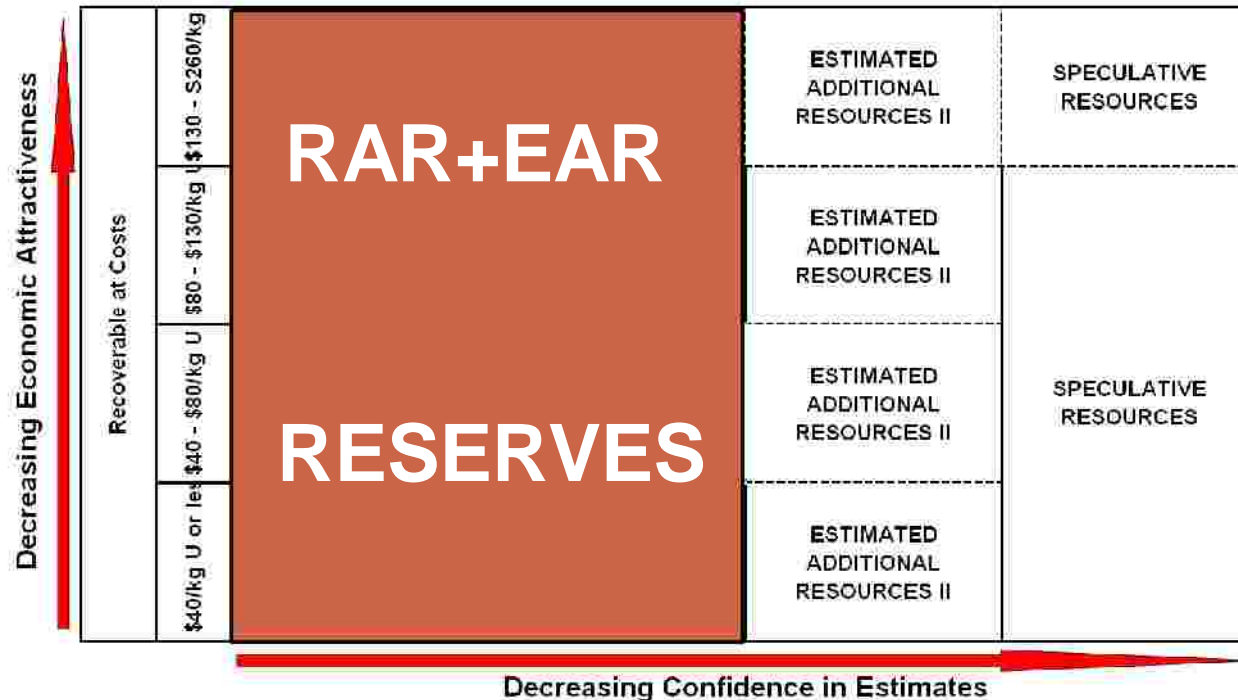 Decreasing Economic Attractiveness
Recoverable at Costs
$130 - $260/kg U
$80 - $130/kg U
$40 - $80/kg U
$40/kg U or les
RAR+EAR
RESERVES
ESTIMATED
ADDITIONAL
RESOURCES II
SPECULATIVE
RESOURCES
ESTIMATED
ADDITIONAL
RESOURCES II
ESTIMATED
ADDITIONAL
RESOURCES II
SPECULATIVE
RESOURCES
ESTIMATED
ADDITIONAL
RESOURCES II
Decreasing Confidence in Estimates